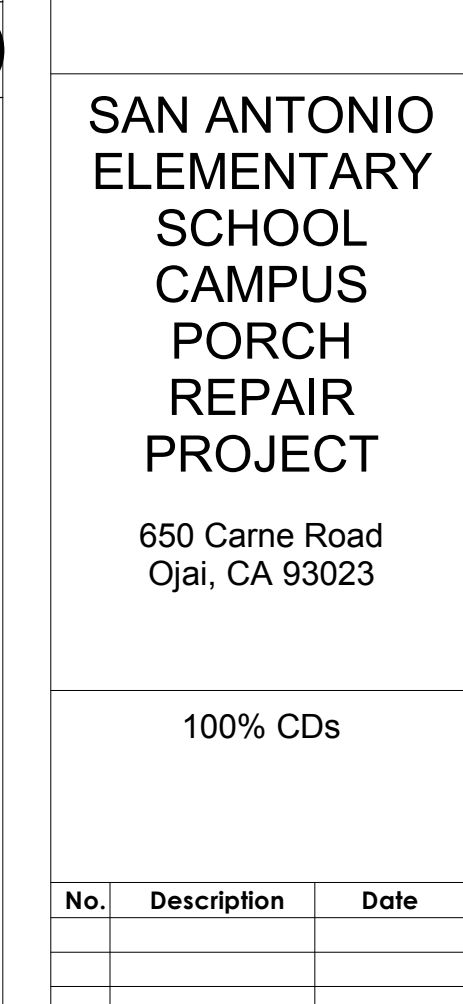 SAN ANTONIO
ELEMENTARY
SCHOOL
CAMPUS
PORCH
REPAIR
PROJECT
650 Carne Road
Ojai, CA 93023
100% CDs
No. Description Date